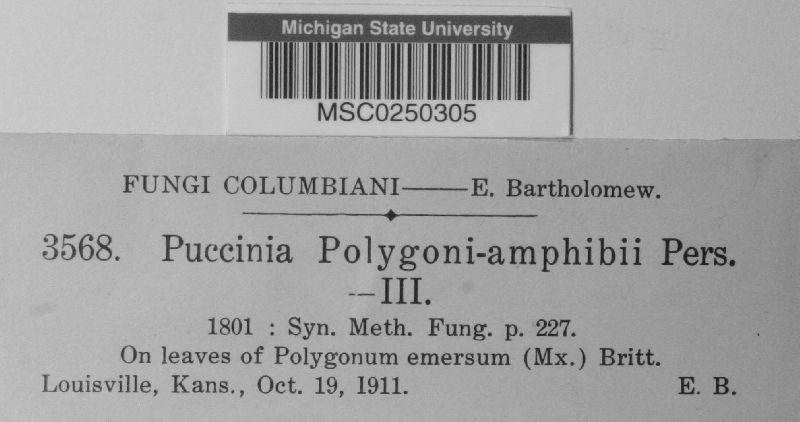 Michigan State University
MSC0250305
FUNGI COLUMBIANI——E. Bartholomew.
3568. Puccinia Polygoni-amphibii Pers.
—III.
1801 : Syn. Meth. Fung. p. 227.
On leaves of Polygonum emersum (Mx.) Britt.
Louisville, Kans., Oct. 19, 1911. E. B.